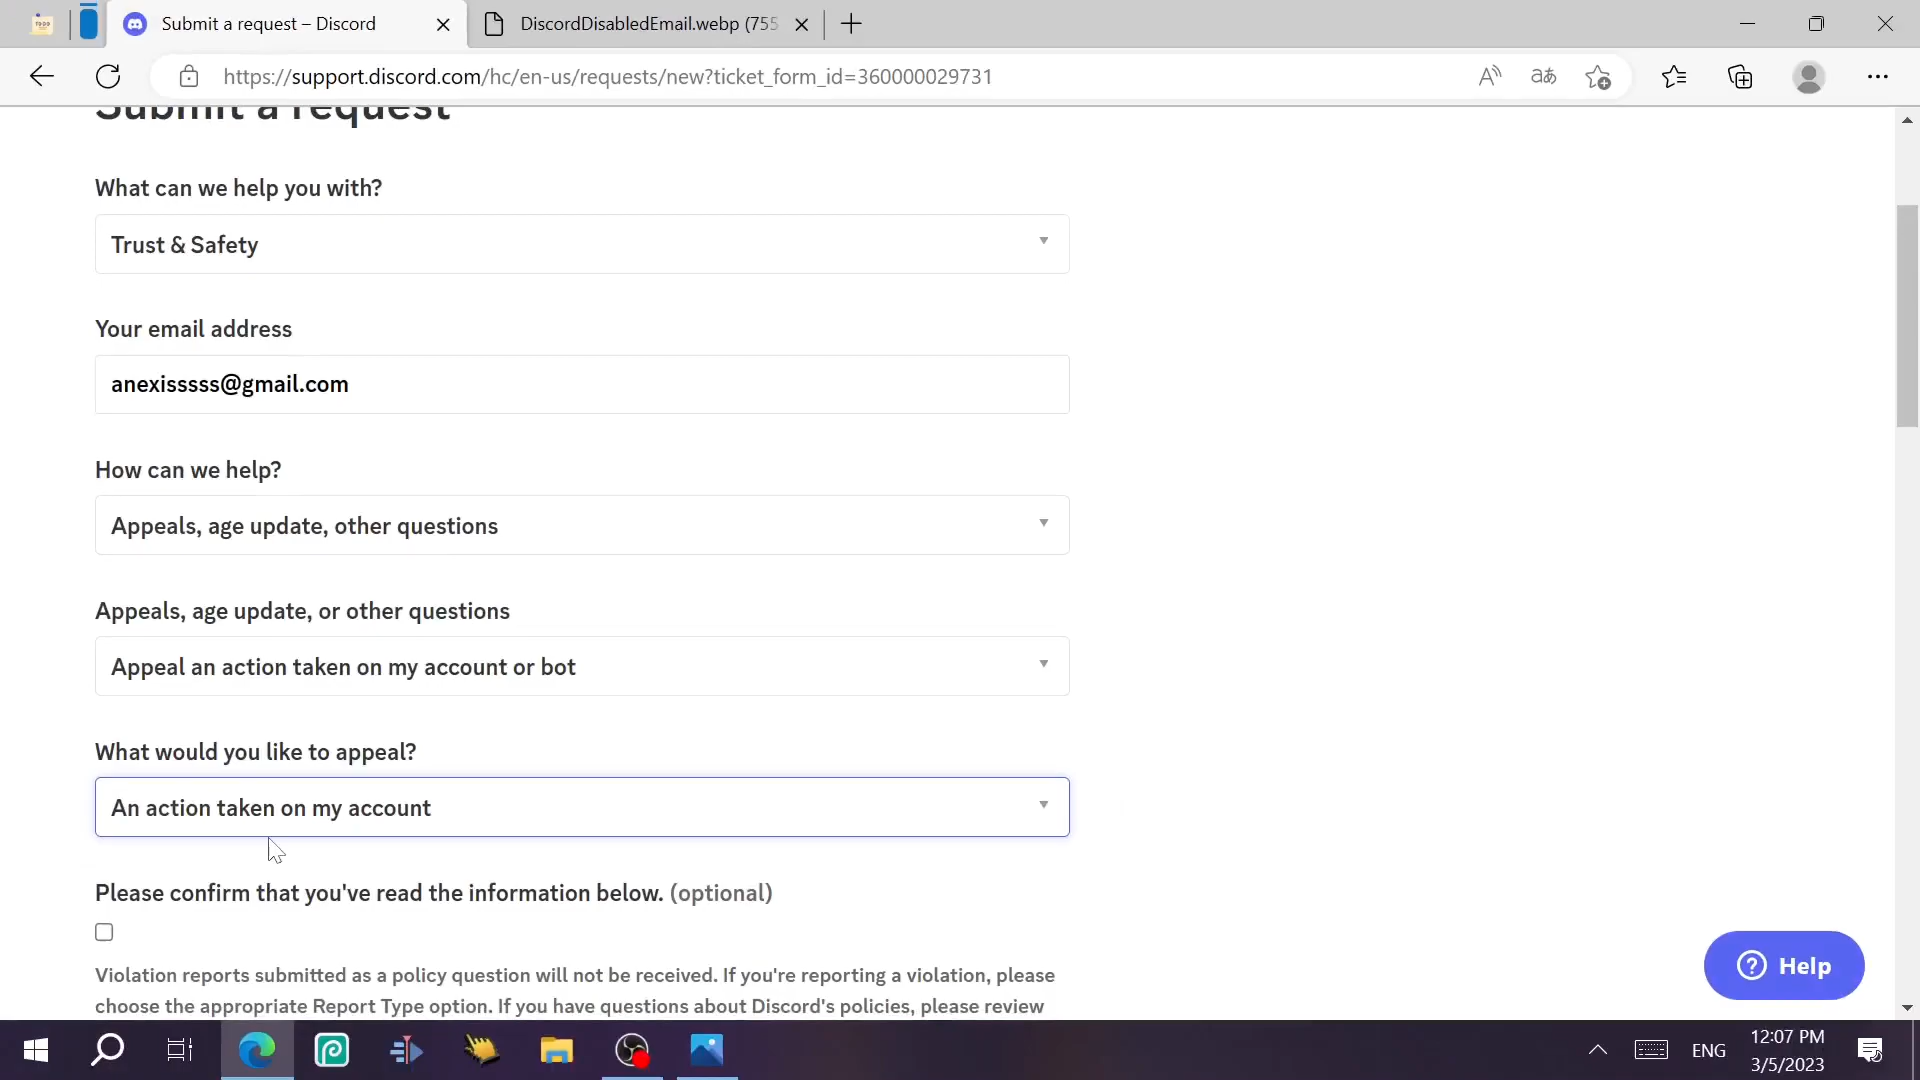 Submit a request – Discord
DiscordDisabledEmail.webp (755
https://support.discord.com/hc/en-us/requests/new?ticket_form_id=360000029731
Submit a request
What can we help you with?
Trust & Safety
Your email address
anexisssss@gmail.com
How can we help?
Appeals, age update, other questions
Appeals, age update, or other questions
Appeal an action taken on my account or bot
What would you like to appeal?
An action taken on my account
Please confirm that you've read the information below. (optional)
Violation reports submitted as a policy question will not be received. If you're reporting a violation, please
choose the appropriate Report Type option. If you have questions about Discord's policies, please review
Help
ENG
12:07 PM
3/5/2023